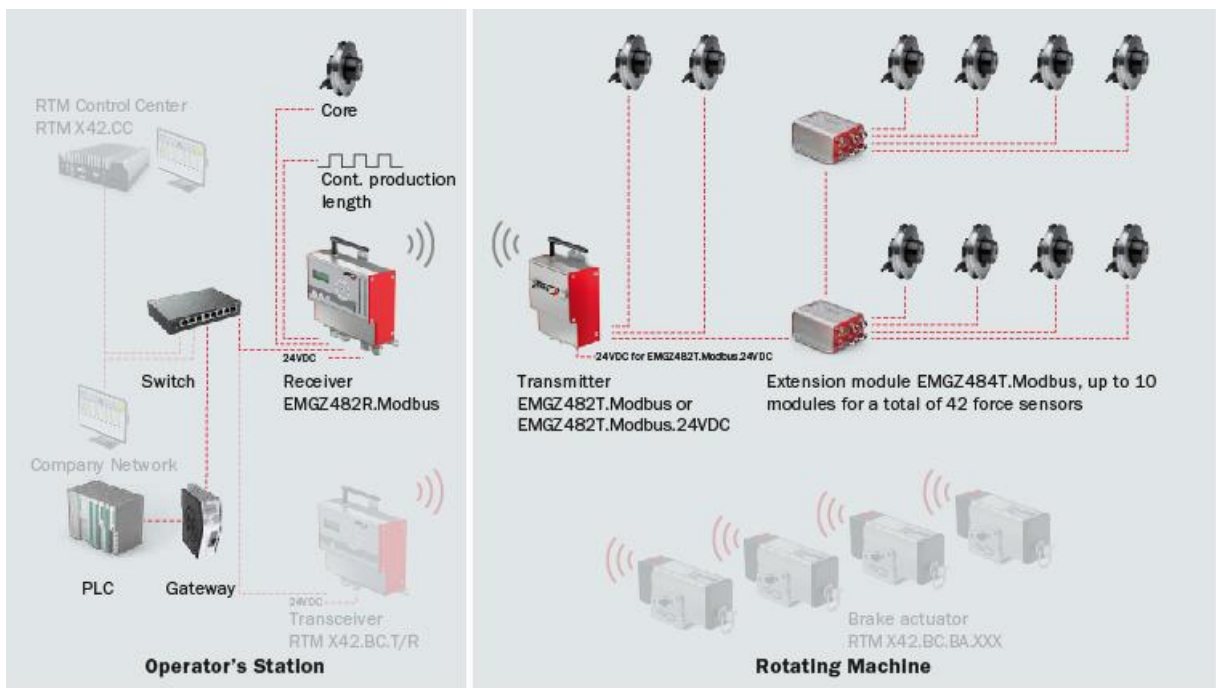 RTM Control Center
RTM X42.CC
Core
Cont. production
length
24VDC
Switch
Receiver
EMGZ482R.Modbus
Company Network
PLC
Gateway
24VDC
Transceiver
RTM X42.BC.T/R
Operator's Station
24VDC for EMGZ482T.Modbus.24VDC
Transmitter
EMGZ482T.Modbus or
EMGZ482T.Modbus.24VDC
Extension module EMGZ484T.Modbus, up to 10
modules for a total of 42 force sensors
Brake actuator
RTM X42.BC.BA.XXX
Rotating Machine